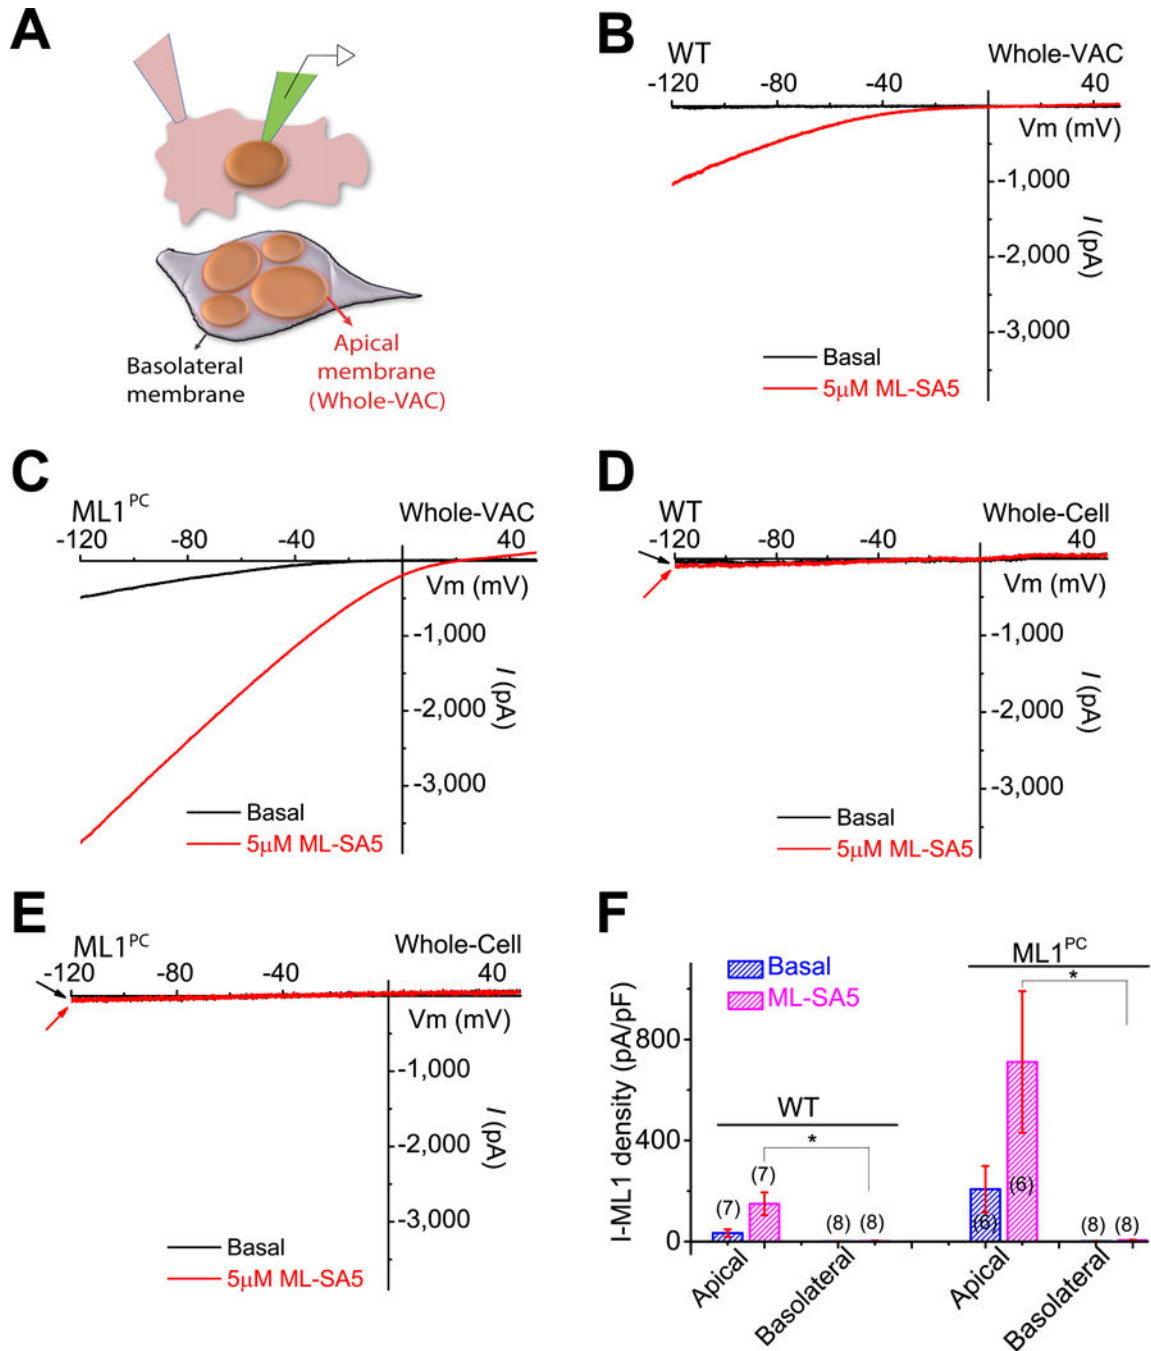 A
Basolateral
membrane
Apical
membrane
(Whole-VAC)
B
WT
Whole-VAC
-120
-80
-40
40
Vm (mV)
-1,000
-2,000
-3,000
I (pA)
Basal
5μM ML-SA5
C
ML1PC
Whole-VAC
-120
-80
-40
40
Vm (mV)
-1,000
-2,000
-3,000
I (pA)
Basal
5μM ML-SA5
D
WT
Whole-Cell
-120
-80
-40
40
Vm (mV)
-1,000
-2,000
-3,000
I (pA)
Basal
5μM ML-SA5
E
ML1PC
Whole-Cell
-120
-80
-40
40
Vm (mV)
-1,000
-2,000
-3,000
I (pA)
Basal
5μM ML-SA5
F
I-ML1 density (pA/pF)
800
400
0
Basal
ML-SA5
WT
*
ML1PC
*
(7)
(7)
(8)
(8)
(6)
(6)
(8)
(8)
Apical
Basolateral
Apical
Basolateral